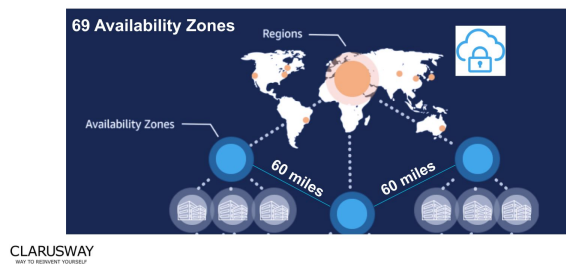 69 Availability Zones
Regions
Availability Zones
60 miles
60 miles
CLARUSWAY
WAY TO REINVENT YOURSELF